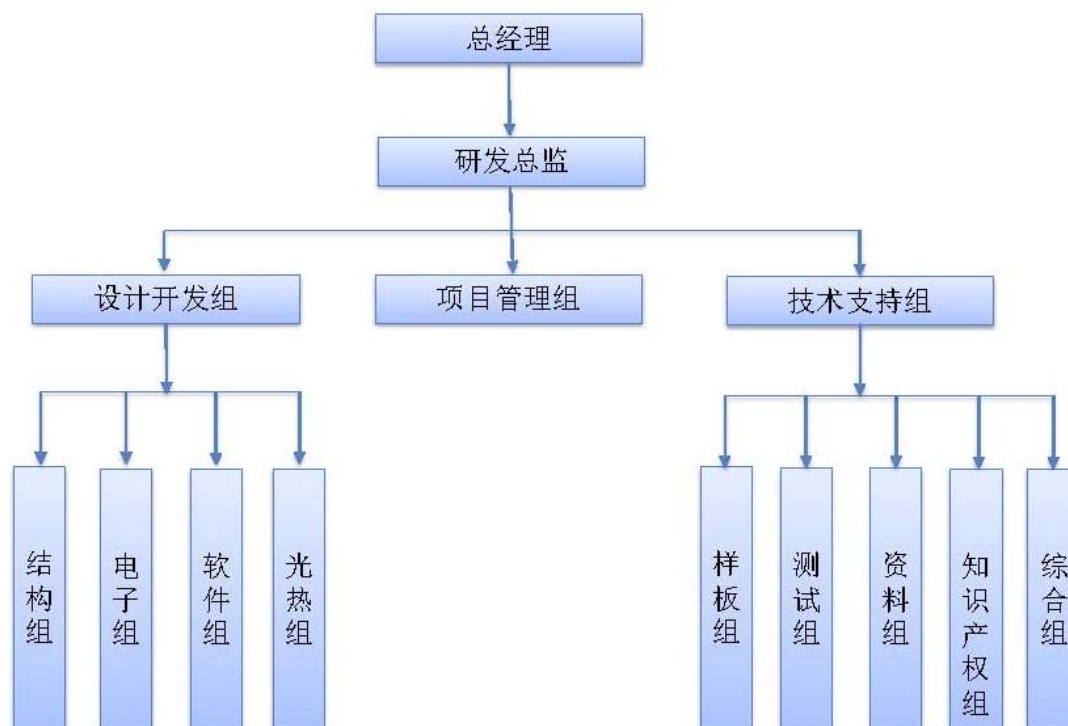 总经理
研发总监
设计开发组
项目管理组
技术支持组
结构组
电子组
软件组
光热组
样板组
测试组
资料组
知识产权组
综合组